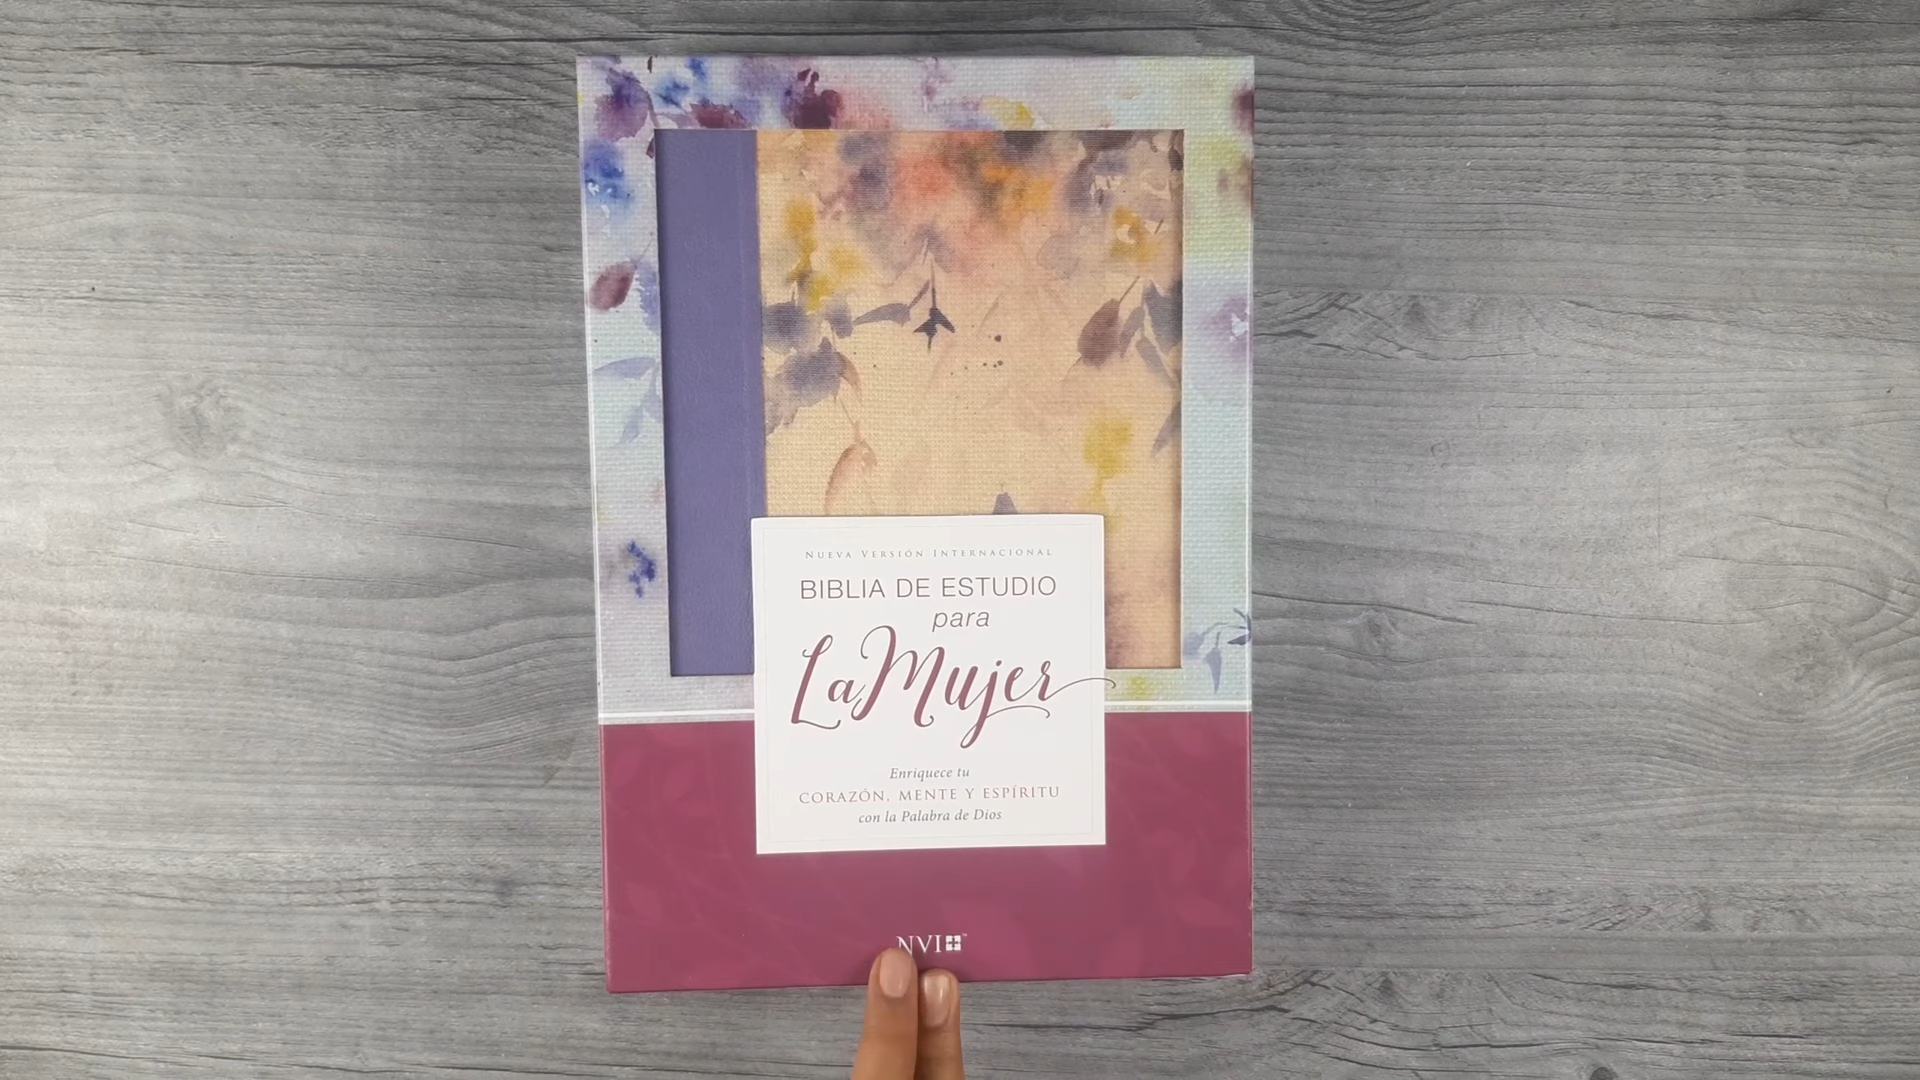 NUEVA VERSIÓN INTERNACIONAL
BIBLIA DE ESTUDIO
para
La Mujer
Enriquece tu
CORAZÓN, MENTE Y ESPÍRITU
con la Palabra de Dios
NVI™